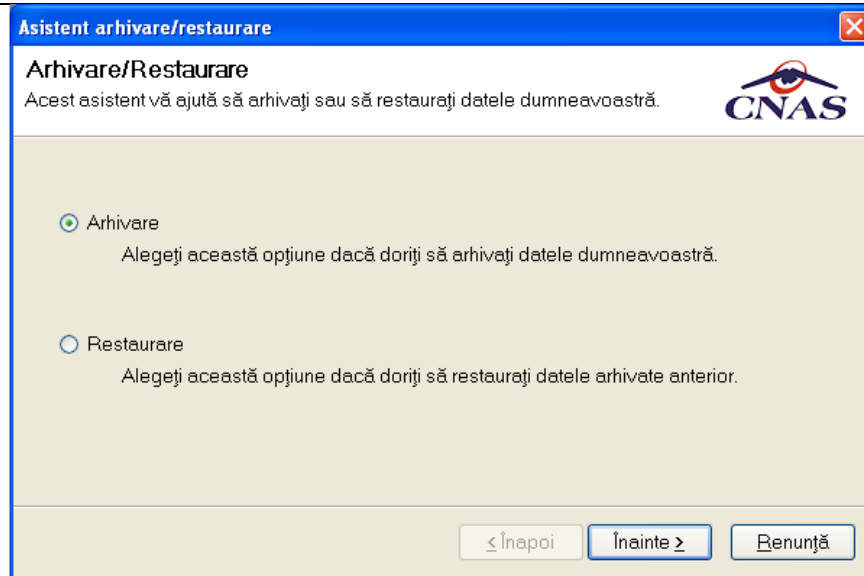 Asistent arhivare/restaurare
Arhivare/Restaurare
Acest asistent vă ajută să arhivaţi sau să restauraţi datele dumneavoastră.
CNAS
Arhivare
Alegeţi această opţiune dacă doriţi să arhivaţi datele dumneavoastră.
Restaurare
Alegeţi această opţiune dacă doriţi să restauraţi datele arhivate anterior.
< Înapoi
Înainte >
Renunţă